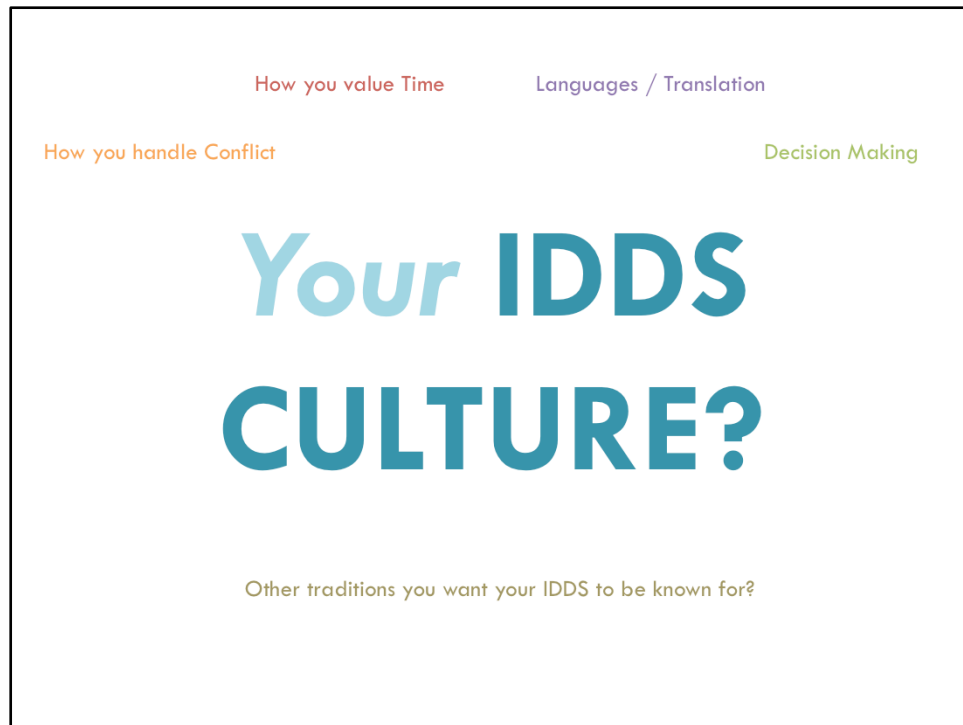 How you value Time
Languages / Translation
How you handle Conflict
Decision Making
Your IDDS
CULTURE?
Other traditions you want your IDDS to be known for?